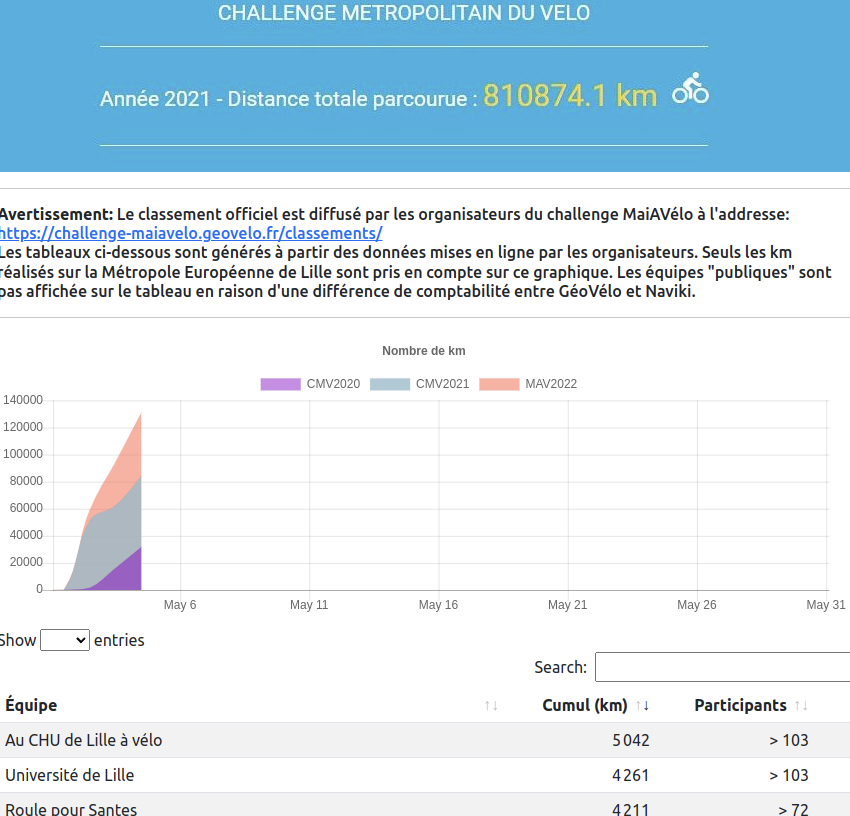 CHALLENGE METROPOLITAIN DU VELO
Année 2021 - Distance totale parcourue : 810874.1 km
Avertissement: Le classement officiel est diffusé par les organisateurs du challenge MaiAVélo à l'addresse:
https://challenge-maiavelo.geovelo.fr/classements/
Les tableaux ci-dessous sont générés à partir des données mises en ligne par les organisateurs. Seuls les km
réalisés sur la Métropole Européenne de Lille sont pris en compte sur ce graphique. Les équipes "publiques" sont
pas affichée sur le tableau en raison d'une différence de comptabilité entre GéoVélo et Naviki.
Nombre de km
CMV2020 CMV2021 MAV2022
140000
120000
100000
80000
60000
40000
20000
0
May 6 May 11 May 16 May 21 May 26 May 31
Show entries
Search:
Équipe Cumul (km) Participants
Au CHU de Lille à vélo 5 042 > 103
Université de Lille 4 261 > 103
Roule pour Santes 4 211 > 72